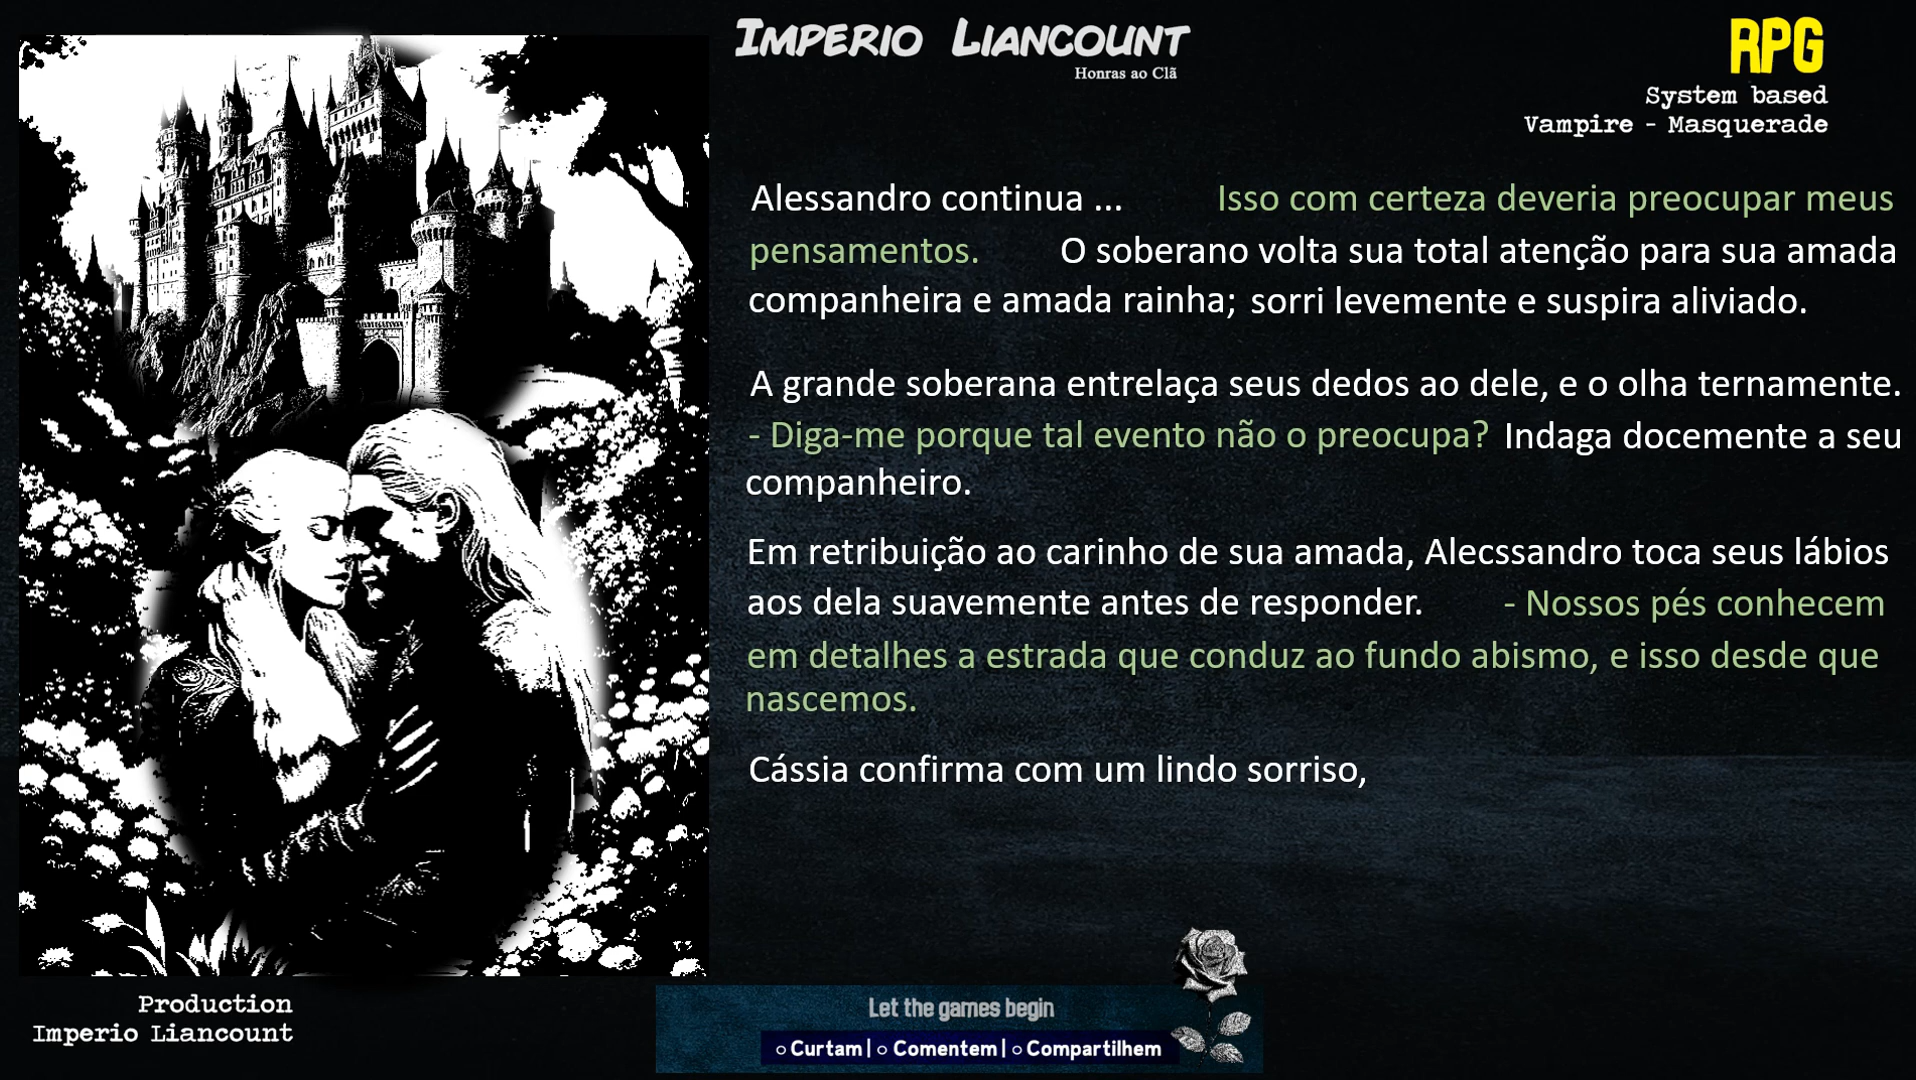 Imperio Liancount
Honras ao Clã
RPG
System based
Vampire - Masquerade
Alessandro continua ... Isso com certeza deveria preocupar meus
pensamentos. O soberano volta sua total atenção para sua amada
companheira e amada rainha; sorri levemente e suspira aliviado.
A grande soberana entrelaça seus dedos ao dele, e o olha ternamente.
- Diga-me porque tal evento não o preocupa? Indaga docemente a seu
companheiro.
Em retribuição ao carinho de sua amada, Alecssandro toca seus lábios
aos dela suavemente antes de responder. - Nossos pés conhecem
em detalhes a estrada que conduz ao fundo abismo, e isso desde que
nascemos.
Cássia confirma com um lindo sorriso,
Production
Imperio Liancount
Let the games begin
○ Curtam | ○ Comentem | ○ Compartilhem